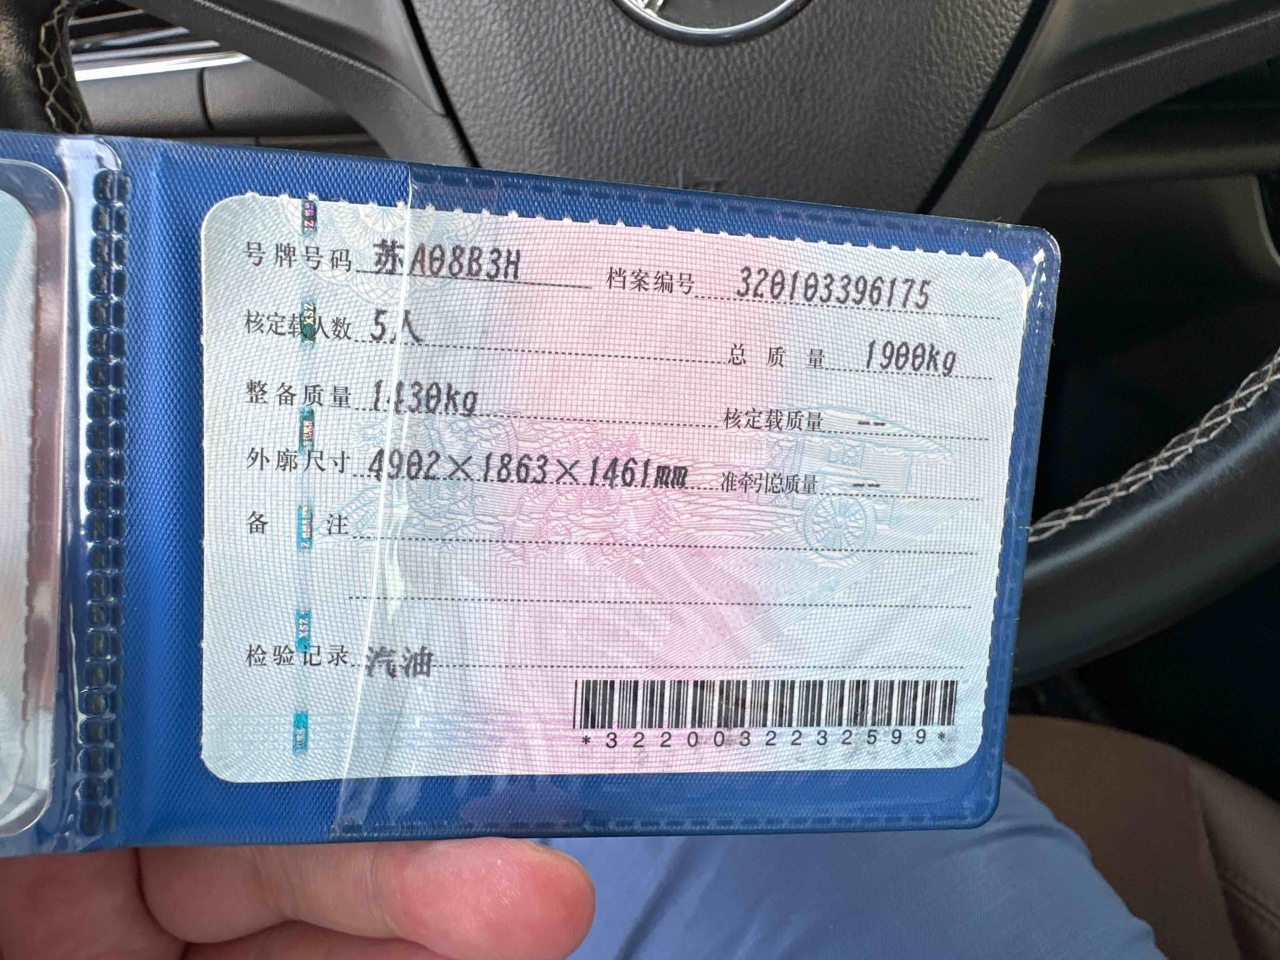 号牌号码 苏A08B3H 档案编号 320103396175
核定载人数 5人 总质量 1900kg
整备质量 1430kg 核定载质量 --
外廓尺寸 4902×1863×1461mm 准牵引总质量 --
备注
检验记录 汽油
*3220032232599*